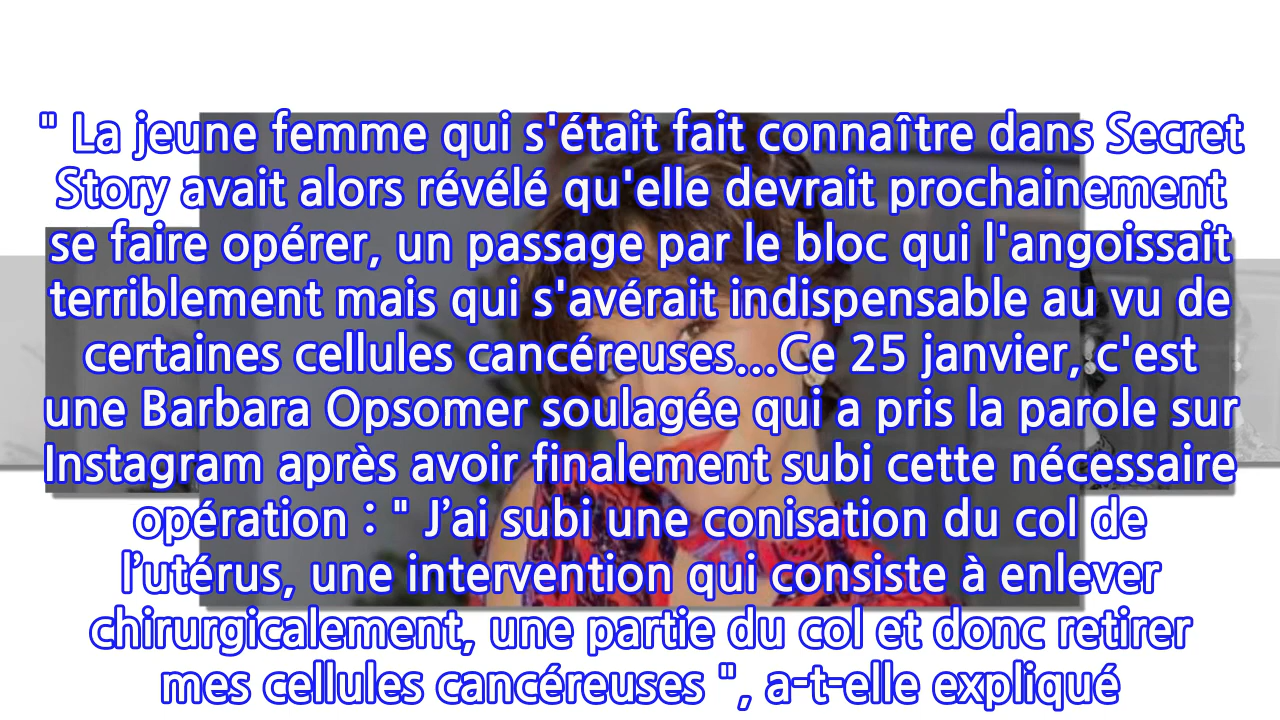 " La jeune femme qui s'était fait connaître dans Secret
Story avait alors révélé qu'elle devrait prochainement
se faire opérer, un passage par le bloc qui l'angoissait
terriblement mais qui s'avérait indispensable au vu de
certaines cellules cancéreuses...Ce 25 janvier, c'est
une Barbara Opsomer soulagée qui a pris la parole sur
Instagram après avoir finalement subi cette nécessaire
opération : " J’ai subi une conisation du col de
l’utérus, une intervention qui consiste à enlever
chirurgicalement, une partie du col et donc retirer
mes cellules cancéreuses ", a-t-elle expliqué